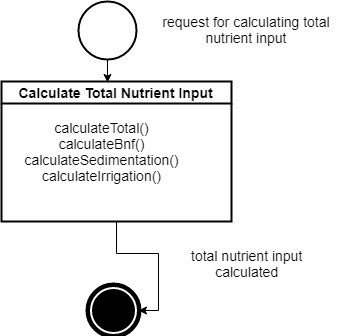 request for calculating total
nutrient input
Calculate Total Nutrient Input
calculateTotal()
calculateBnf()
calculateSedimentation()
calculateIrrigation()
total nutrient input
calculated